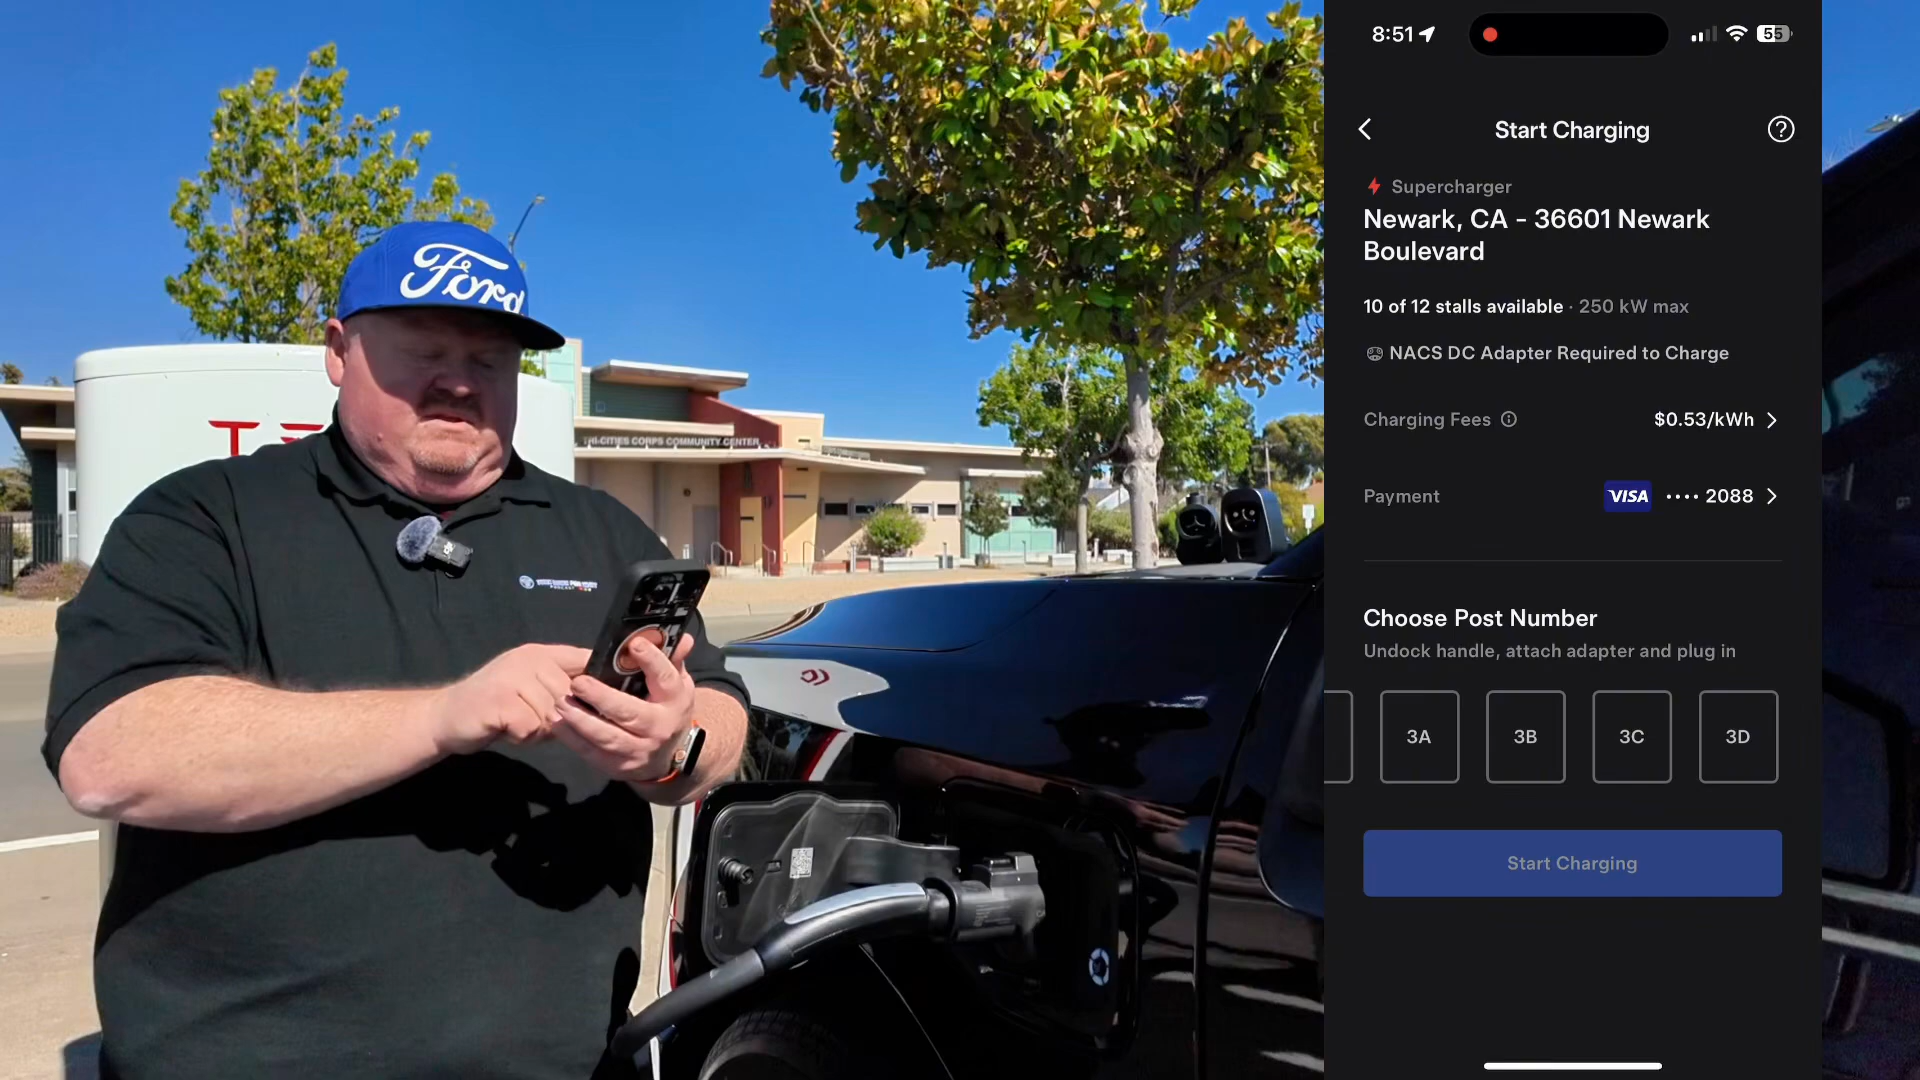 Ford
TE
TRI-CITIES CORPS COMMUNITY CENTER
8:51
55
Start Charging
Supercharger
Newark, CA - 36601 Newark
Boulevard
10 of 12 stalls available · 250 kW max
NACS DC Adapter Required to Charge
Charging Fees
$0.53/kWh
Payment
VISA
•••• 2088
Choose Post Number
Undock handle, attach adapter and plug in
3A
3B
3C
3D
Start Charging